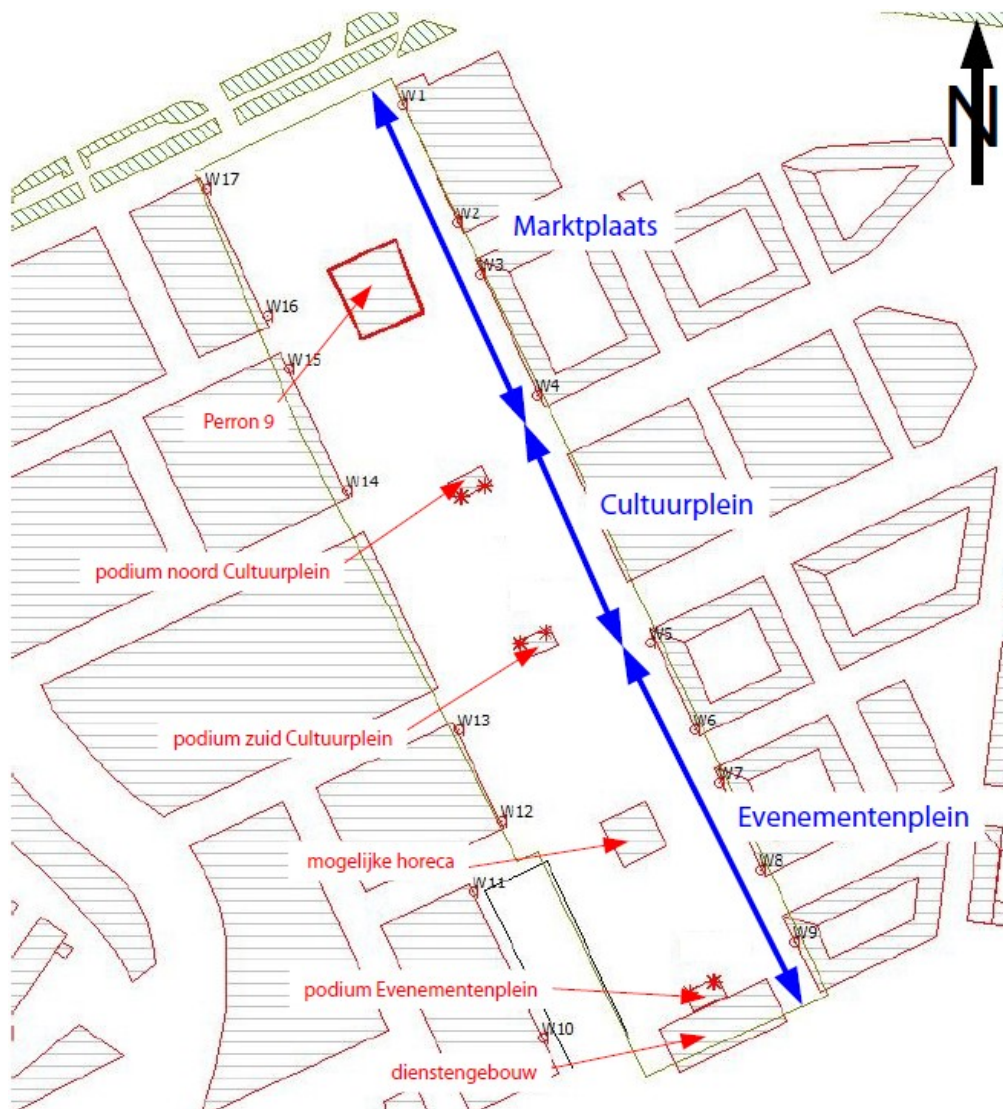 W1
N
W17
W2
Marktplaats
W3
W16
W15
W4
Perron 9
W14
Cultuurplein
podium noord Cultuurplein
W5
W13
W6
podium zuid Cultuurplein
W7
W12
Evenementenplein
mogelijke horeca
W8
W11
W9
podium Evenementenplein
W10
dienstengebouw